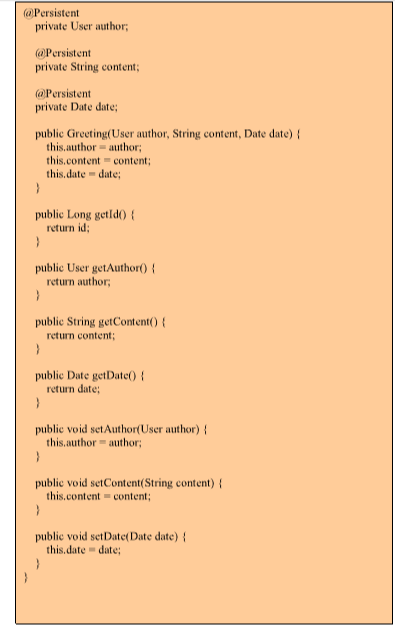 @Persistent
private User author;
@Persistent
private String content;
@Persistent
private Date date;
public Greeting(User author, String content, Date date) {
this.author = author;
this.content = content;
this.date = date;
}
public Long getId() {
return id;
}
public User getAuthor() {
return author;
}
public String getContent() {
return content;
}
public Date getDate() {
return date;
}
public void setAuthor(User author) {
this.author = author;
}
public void setContent(String content) {
this.content = content;
}
public void setDate(Date date) {
this.date = date;
}
}